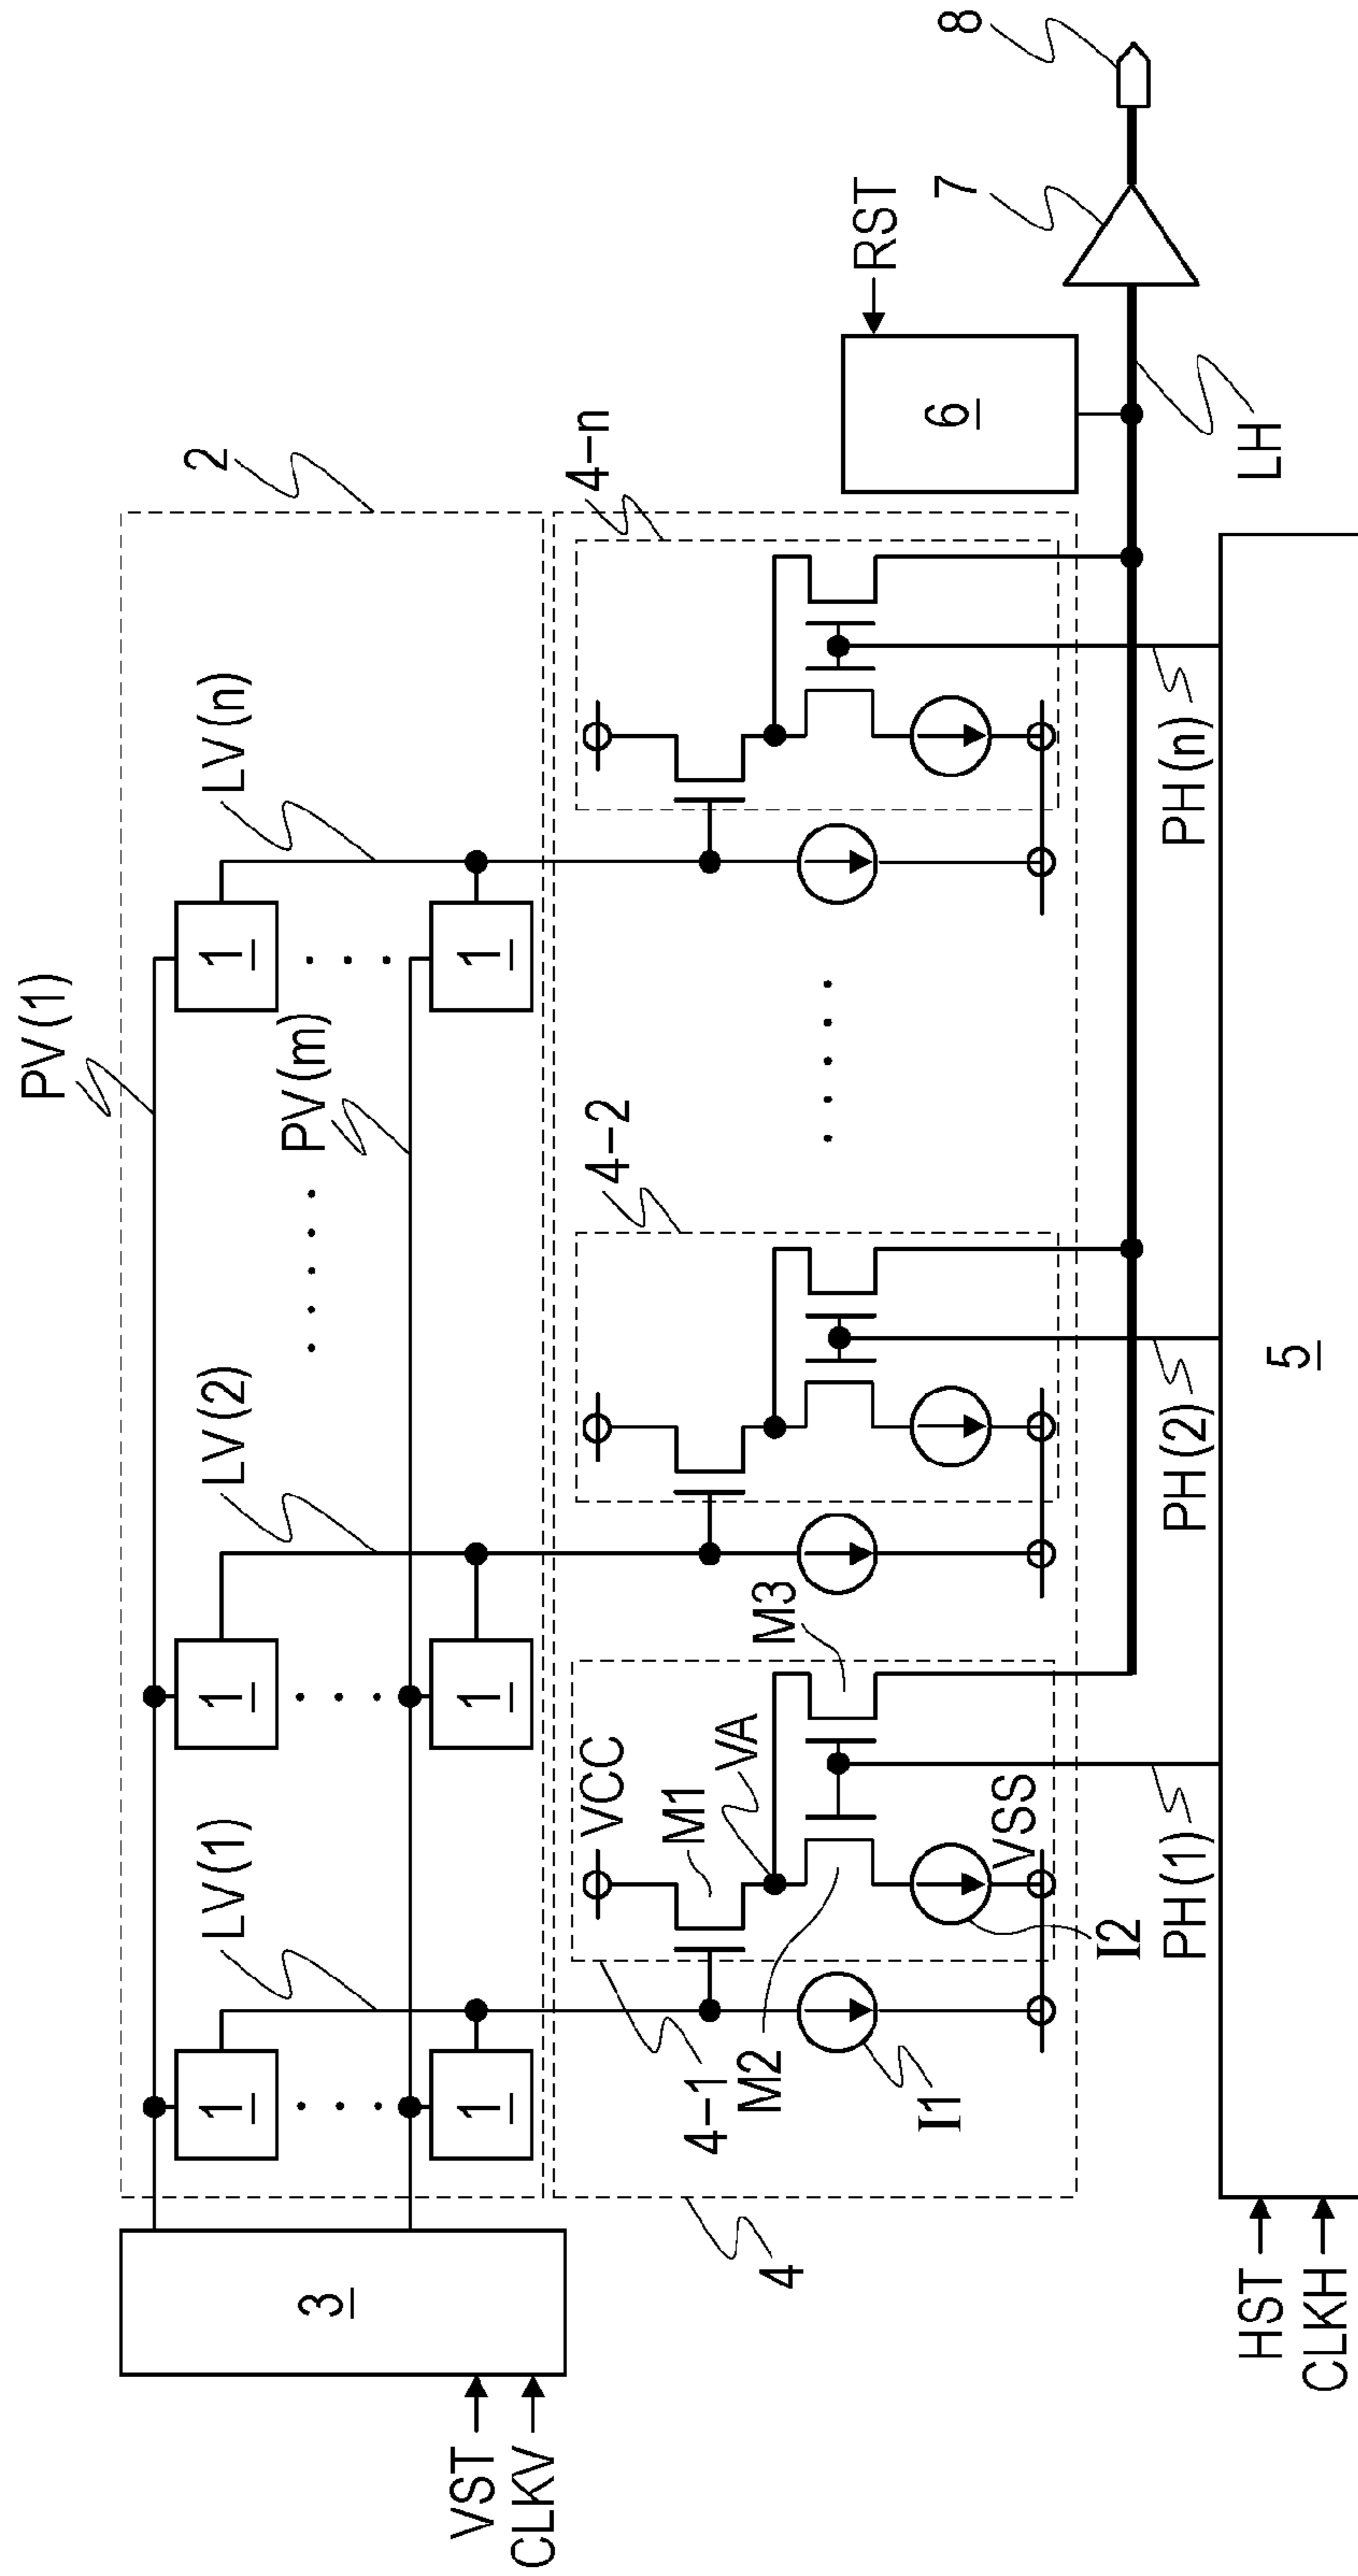 PV (1)
2
LV (1)
LV (2)
LV (n)
PV (m)
1
1
1
1
1
1
3
VST
CLKV
4-1
4-2
4-n
VCC
M1
VA
M3
M2
VSS
I1
I2
4
RST
6
7
8
LH
PH (1)
PH (2)
PH (n)
HST
CLKH
5